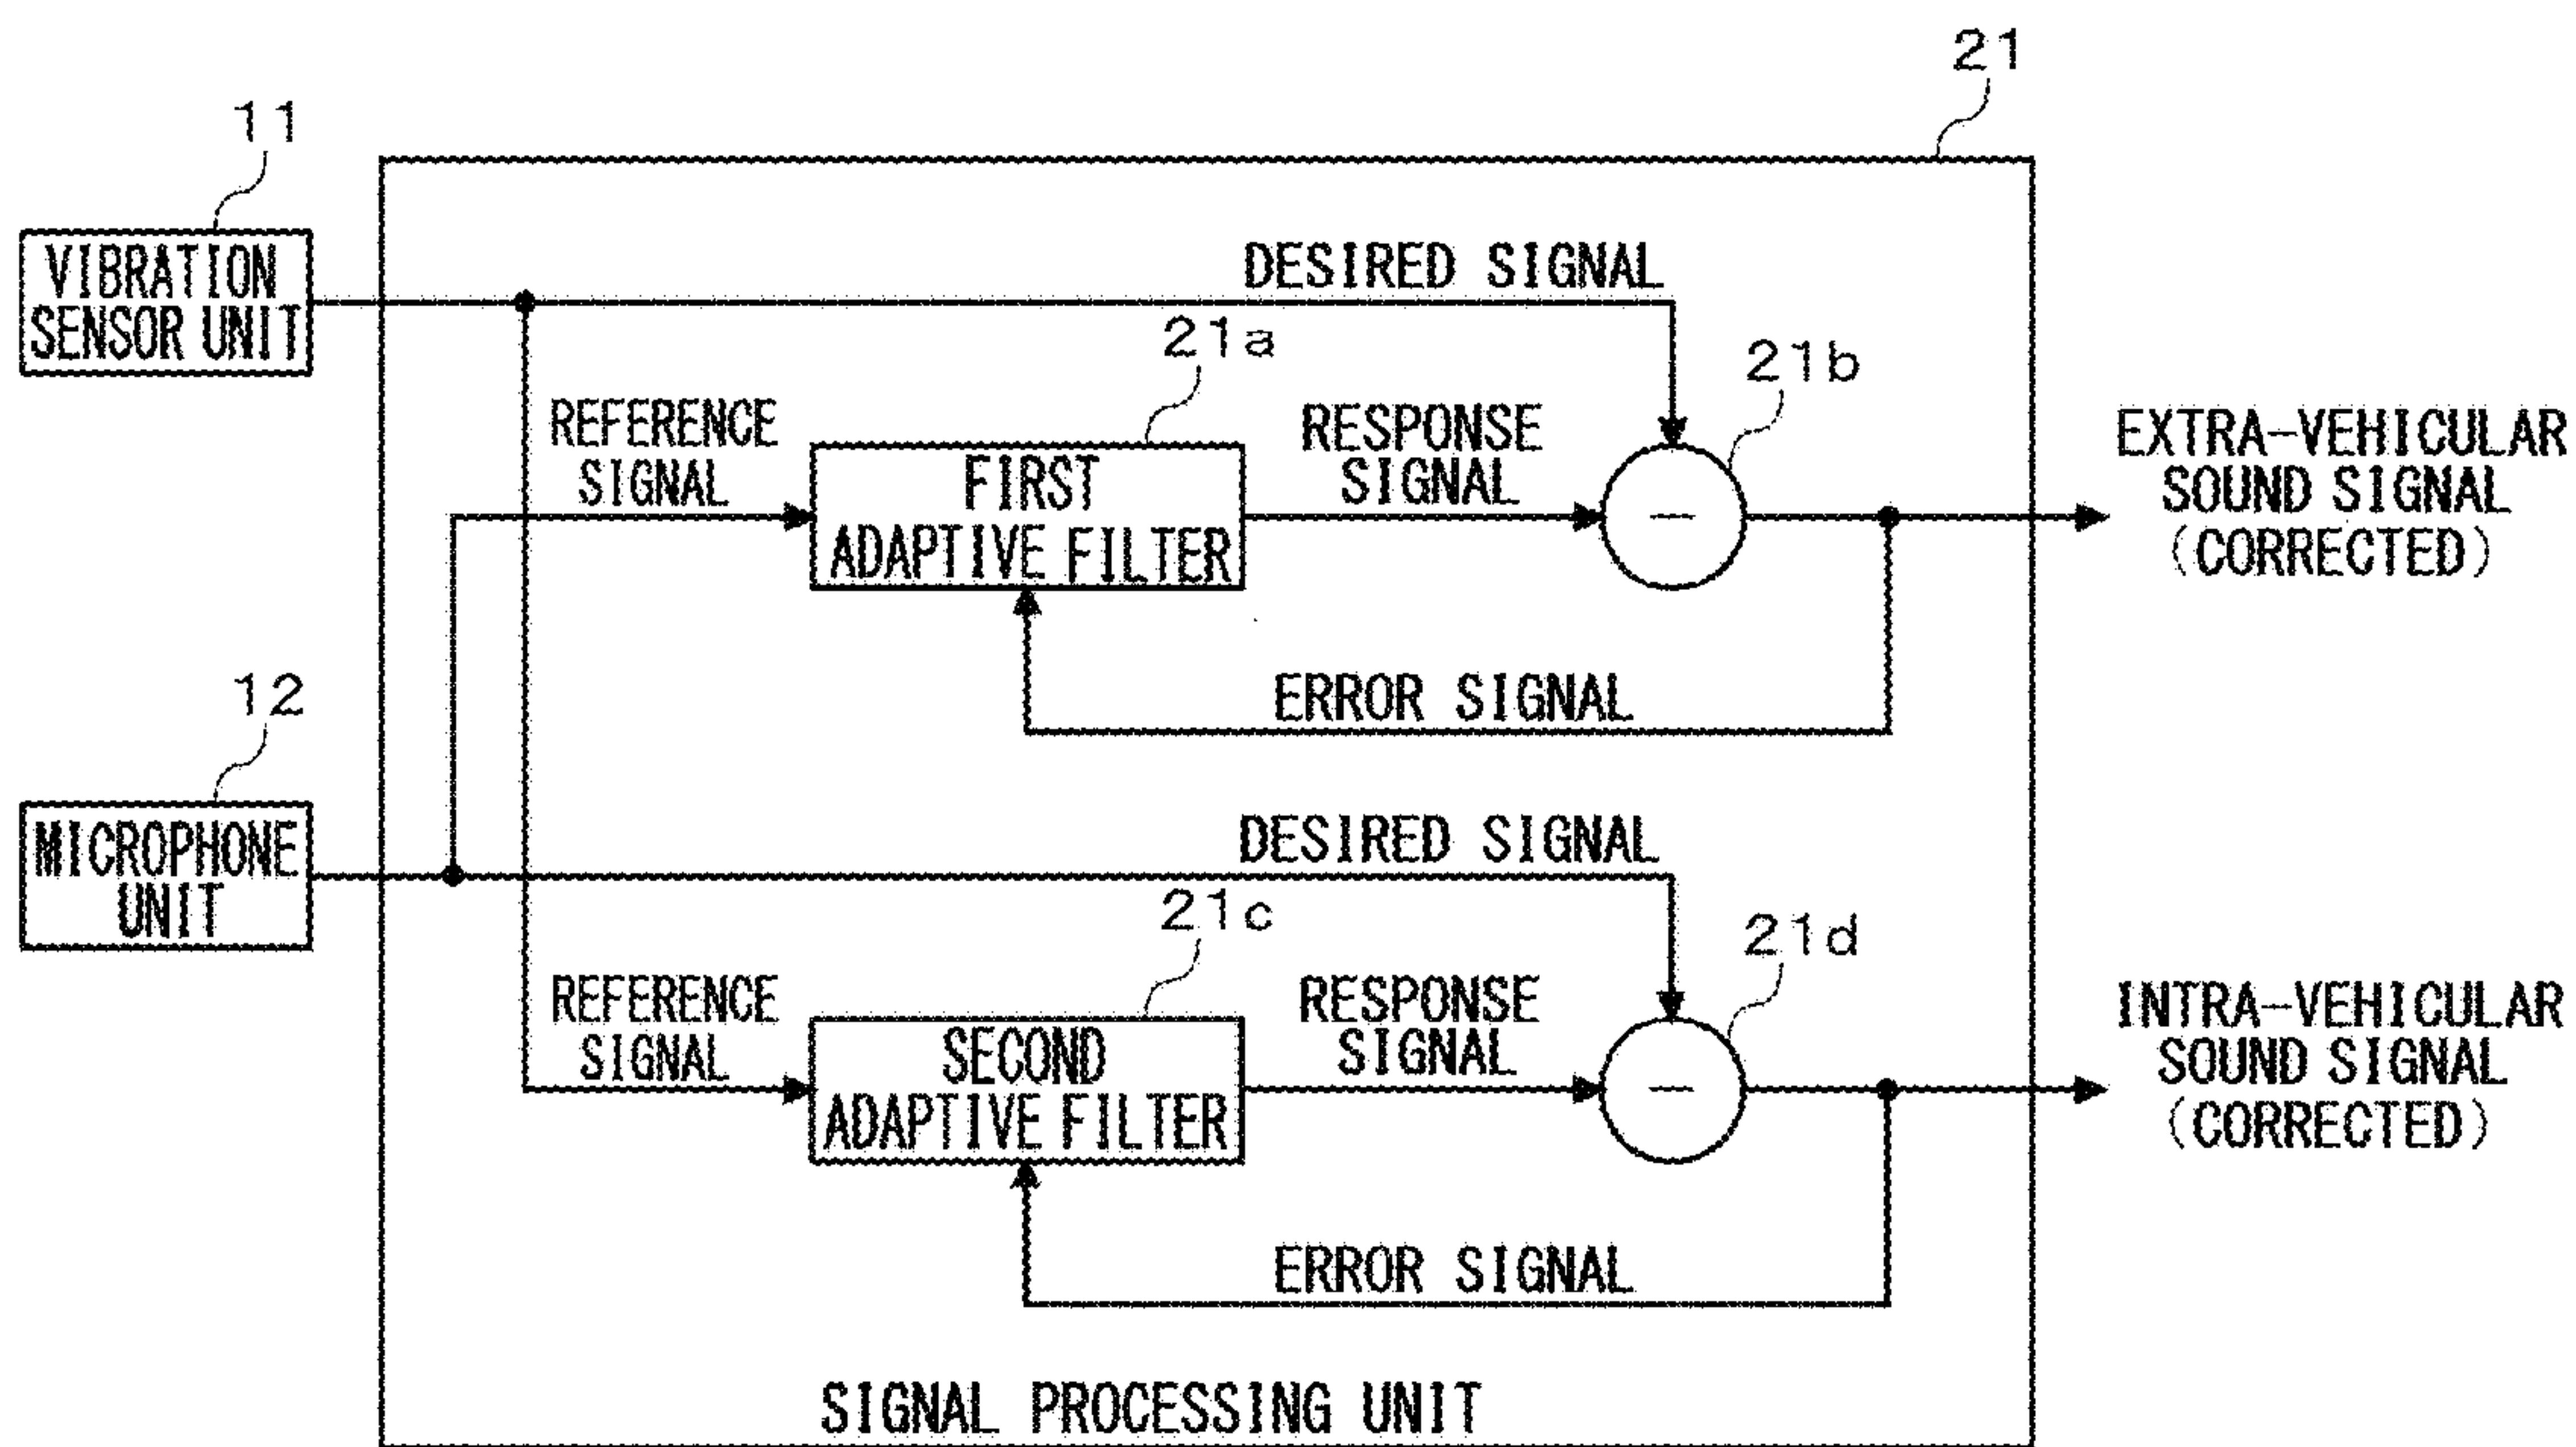 21
11
VIBRATION
SENSOR UNIT
DESIRED SIGNAL
21a
21b
REFERENCE
SIGNAL
FIRST
ADAPTIVE FILTER
RESPONSE
SIGNAL
−
EXTRA-VEHICULAR
SOUND SIGNAL
(CORRECTED)
ERROR SIGNAL
12
MICROPHONE
UNIT
DESIRED SIGNAL
21c
21d
REFERENCE
SIGNAL
SECOND
ADAPTIVE FILTER
RESPONSE
SIGNAL
−
INTRA-VEHICULAR
SOUND SIGNAL
(CORRECTED)
ERROR SIGNAL
SIGNAL PROCESSING UNIT